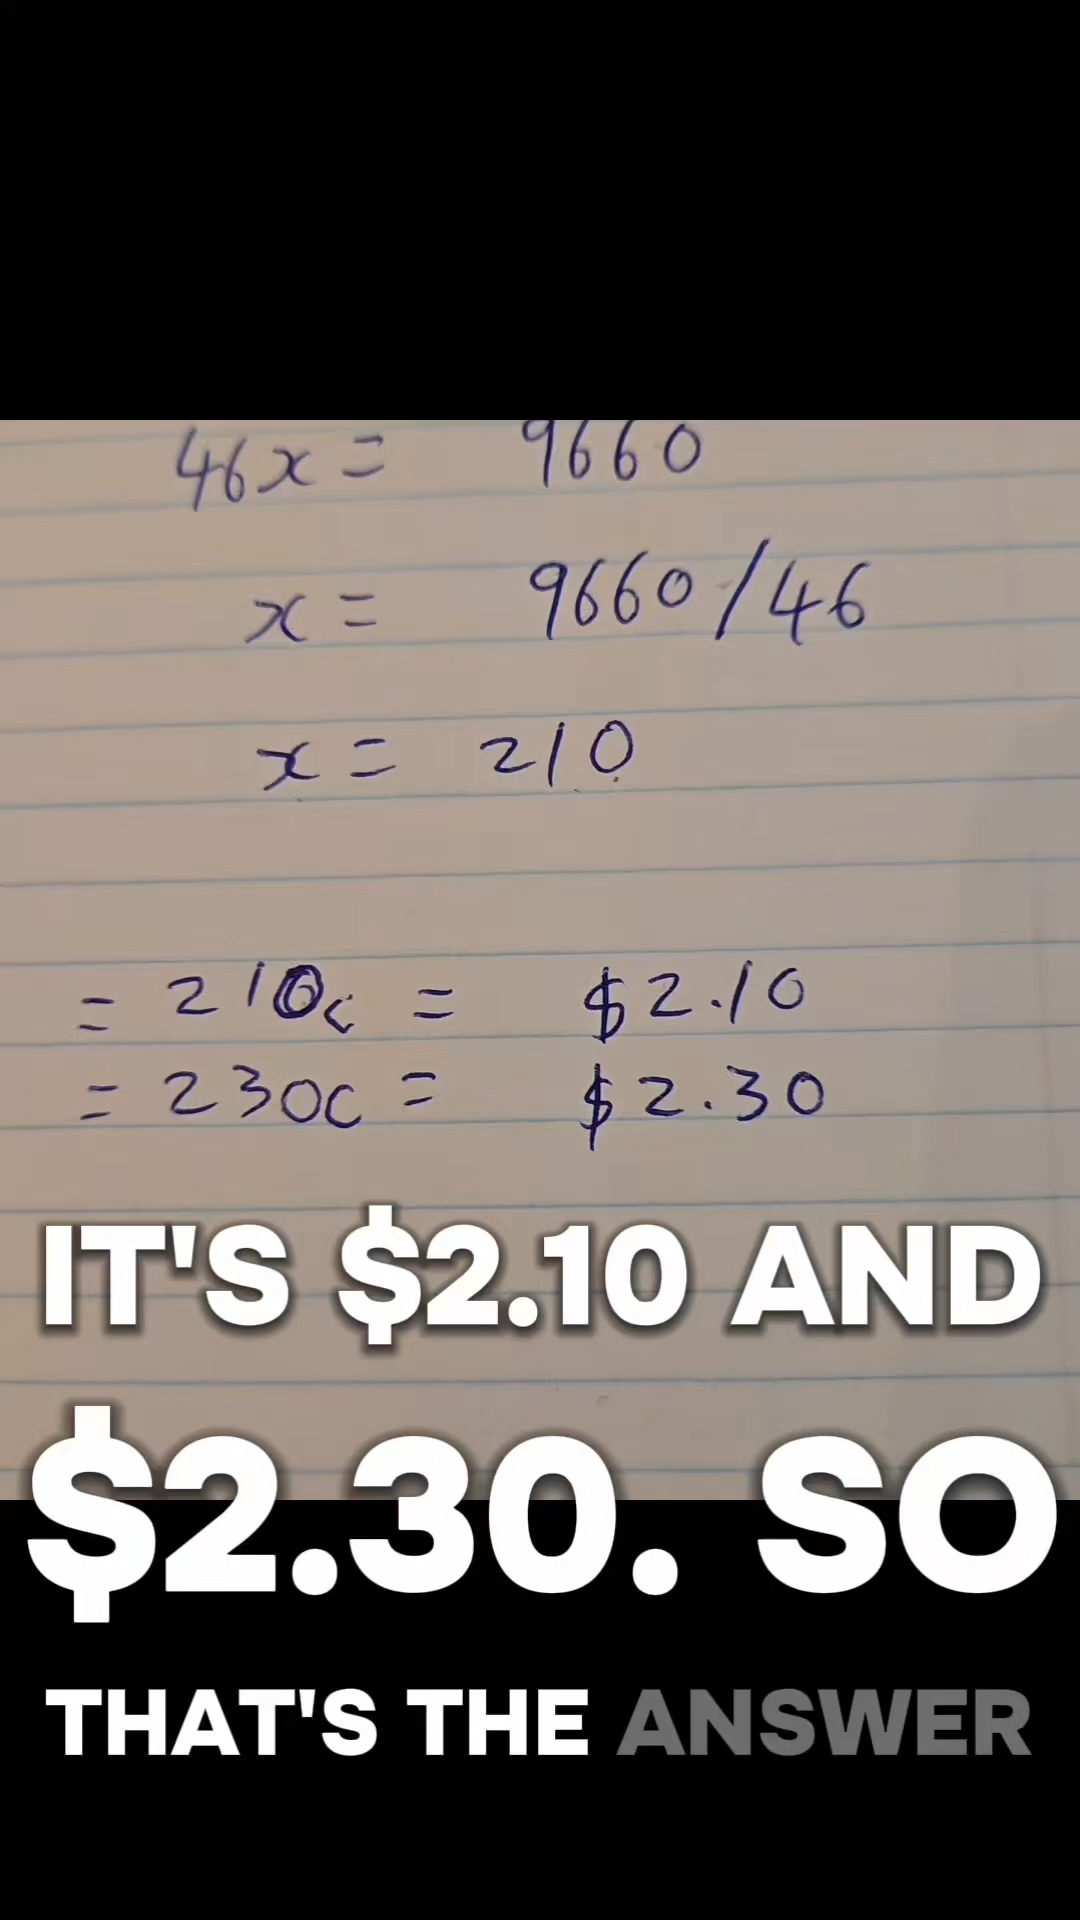 46x = 9660
x = 9660/46
x = 210
= 210c = $2.10
= 230c = $2.30
IT'S $2.10 AND
$2.30. SO
THAT'S THE ANSWER